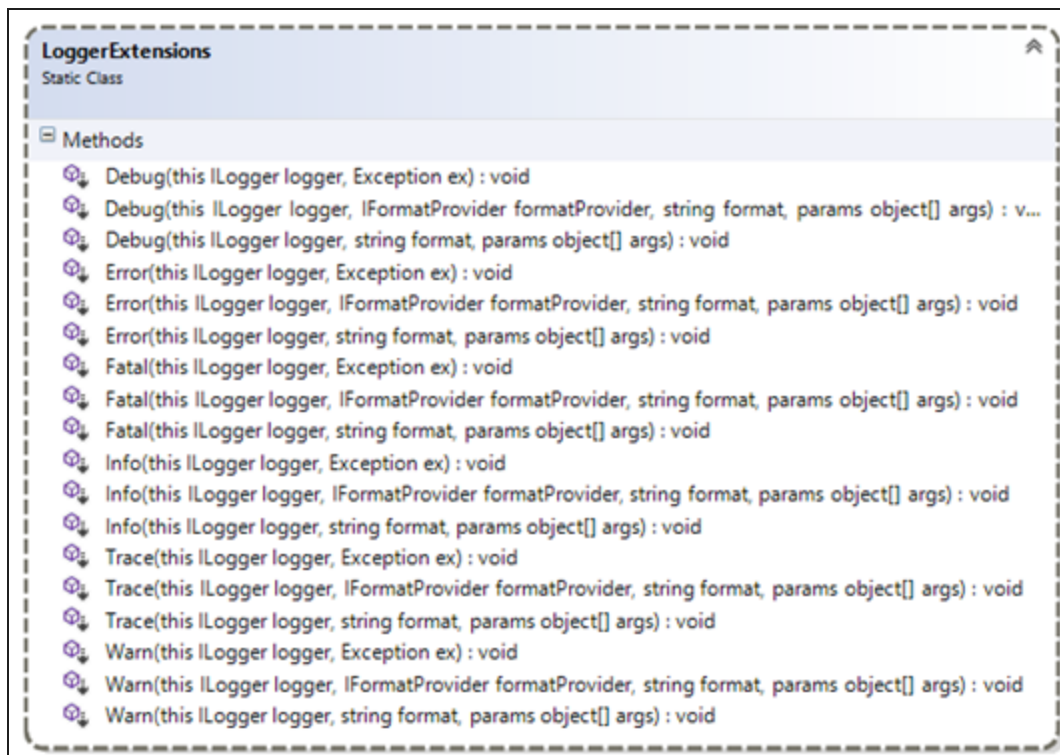 LoggerExtensions
Static Class
Methods
Debug(this ILogger logger, Exception ex) : void
Debug(this ILogger logger, IFormatProvider formatProvider, string format, params object[] args) : v...
Debug(this ILogger logger, string format, params object[] args) : void
Error(this ILogger logger, Exception ex) : void
Error(this ILogger logger, IFormatProvider formatProvider, string format, params object[] args) : void
Error(this ILogger logger, string format, params object[] args) : void
Fatal(this ILogger logger, Exception ex) : void
Fatal(this ILogger logger, IFormatProvider formatProvider, string format, params object[] args) : void
Fatal(this ILogger logger, string format, params object[] args) : void
Info(this ILogger logger, Exception ex) : void
Info(this ILogger logger, IFormatProvider formatProvider, string format, params object[] args) : void
Info(this ILogger logger, string format, params object[] args) : void
Trace(this ILogger logger, Exception ex) : void
Trace(this ILogger logger, IFormatProvider formatProvider, string format, params object[] args) : void
Trace(this ILogger logger, string format, params object[] args) : void
Warn(this ILogger logger, Exception ex) : void
Warn(this ILogger logger, IFormatProvider formatProvider, string format, params object[] args) : void
Warn(this ILogger logger, string format, params object[] args) : void